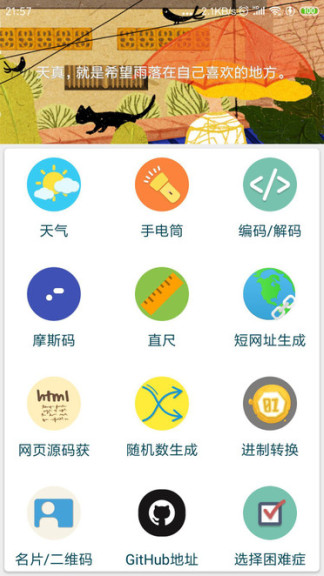 21:57
... 2.1KB/s
100
天真，就是希望雨落在自己喜欢的地方。
天气
手电筒
</>
编码/解码
摩斯码
直尺
短网址生成
html
网页源码获
随机数生成
进制转换
名片/二维码
GitHub地址
选择困难症